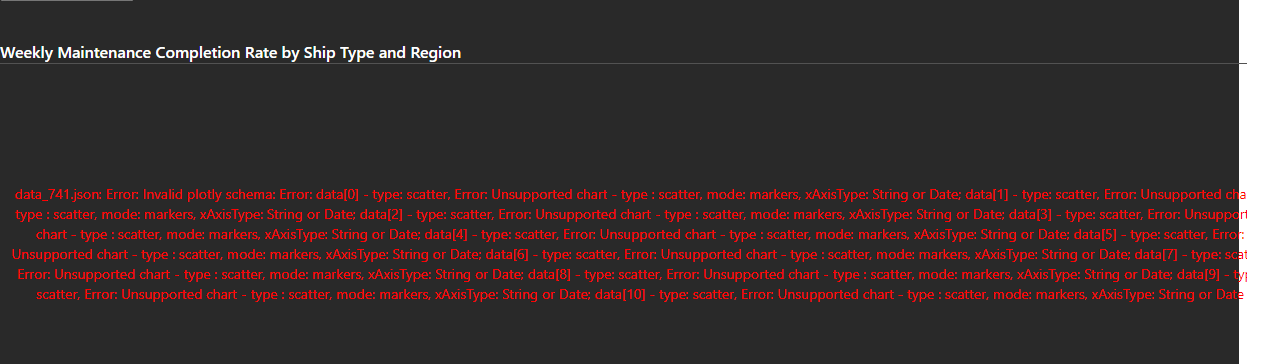 Weekly Maintenance Completion Rate by Ship Type and Region
data_741.json: Error: Invalid plotly schema: Error: data[0] - type: scatter, Error: Unsupported chart - type : scatter, mode: markers, xAxisType: String or Date; data[1] - type: scatter, Error: Unsupported cha
type : scatter, mode: markers, xAxisType: String or Date; data[2] - type: scatter, Error: Unsupported chart - type : scatter, mode: markers, xAxisType: String or Date; data[3] - type: scatter, Error: Unsupport
chart - type : scatter, mode: markers, xAxisType: String or Date; data[4] - type: scatter, Error: Unsupported chart - type : scatter, mode: markers, xAxisType: String or Date; data[5] - type: scatter, Error:
Unsupported chart - type : scatter, mode: markers, xAxisType: String or Date; data[6] - type: scatter, Error: Unsupported chart - type : scatter, mode: markers, xAxisType: String or Date; data[7] - type: scat
Error: Unsupported chart - type : scatter, mode: markers, xAxisType: String or Date; data[8] - type: scatter, Error: Unsupported chart - type : scatter, mode: markers, xAxisType: String or Date; data[9] - ty
scatter, Error: Unsupported chart - type : scatter, mode: markers, xAxisType: String or Date; data[10] - type: scatter, Error: Unsupported chart - type : scatter, mode: markers, xAxisType: String or Date